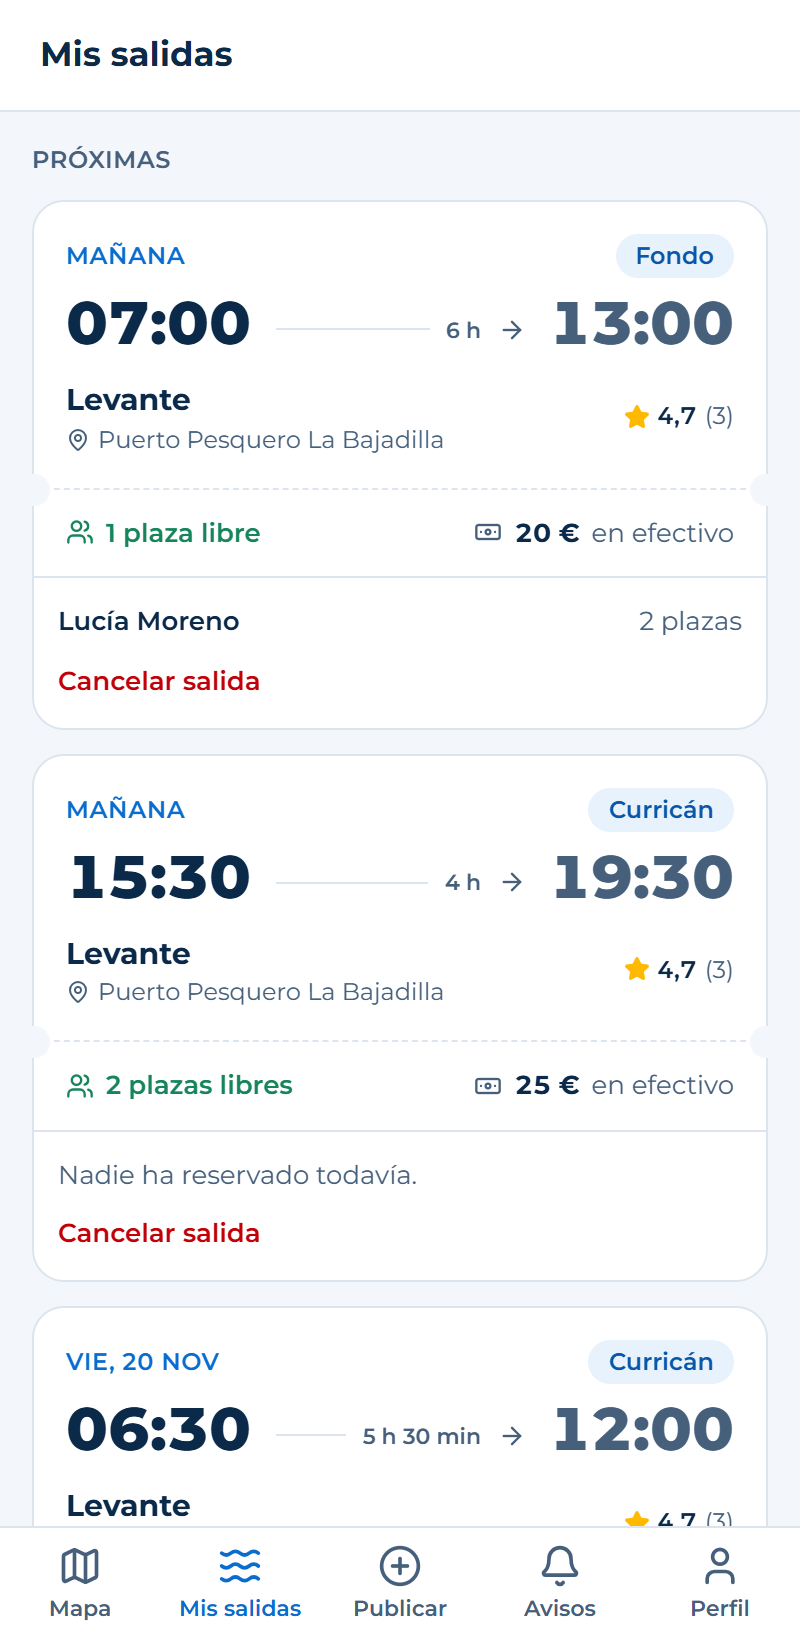 Mis salidas
PRÓXIMAS
MAÑANA Fondo
07:00 6 h 13:00
Levante
4,7 (3)
Puerto Pesquero La Bajadilla
1 plaza libre 20 € en efectivo
Lucía Moreno 2 plazas
Cancelar salida
MAÑANA Curricán
15:30 4 h 19:30
Levante
4,7 (3)
Puerto Pesquero La Bajadilla
2 plazas libres 25 € en efectivo
Nadie ha reservado todavía.
Cancelar salida
VIE, 20 NOV Curricán
06:30 5 h 30 min 12:00
Levante
4,7 (3)
Mapa Mis salidas Publicar Avisos Perfil